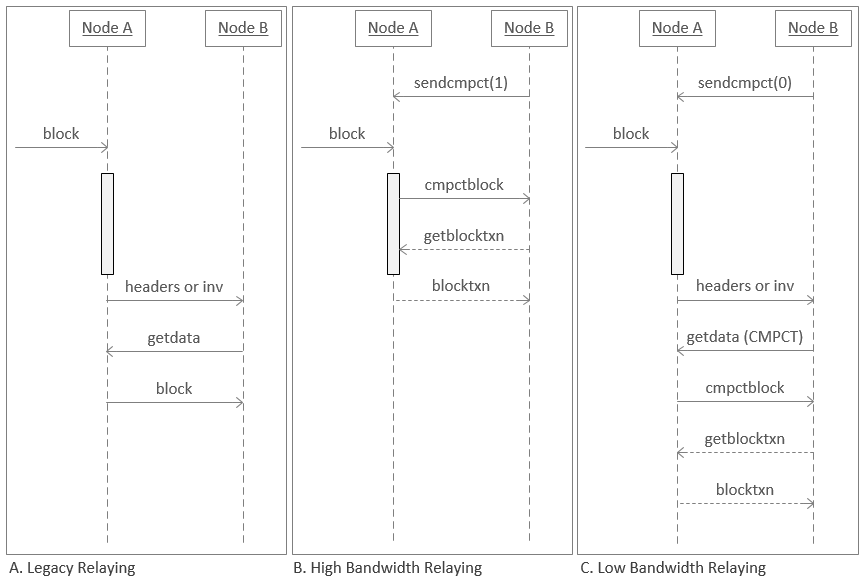 Node A
Node B
block
headers or inv
getdata
block
A. Legacy Relaying
Node A
Node B
sendcmpct(1)
block
cmpctblock
getblocktxn
blocktxn
B. High Bandwidth Relaying
Node A
Node B
sendcmpct(0)
block
headers or inv
getdata (CMPCT)
cmpctblock
getblocktxn
blocktxn
C. Low Bandwidth Relaying